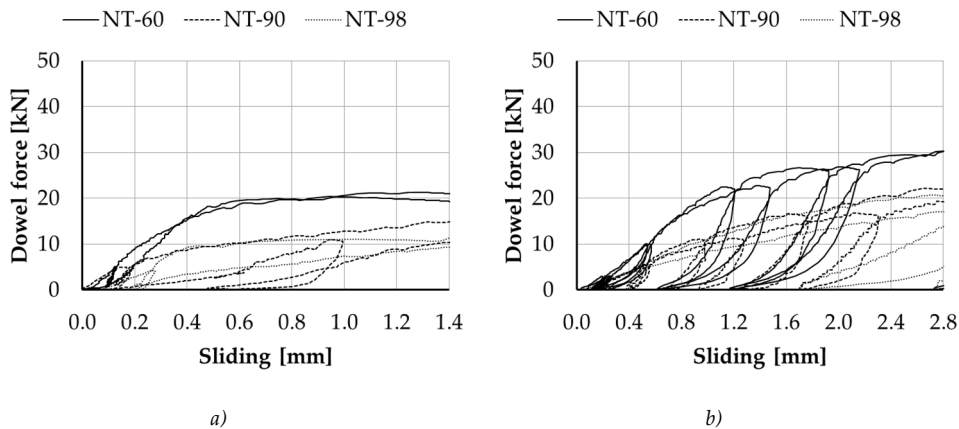 NT-60 NT-90 NT-98
Dowel force [kN]
50
40
30
20
10
0
0.0 0.2 0.4 0.6 0.8 1.0 1.2 1.4
Sliding [mm]
a)
NT-60 NT-90 NT-98
Dowel force [kN]
50
40
30
20
10
0
0.0 0.4 0.8 1.2 1.6 2.0 2.4 2.8
Sliding [mm]
b)